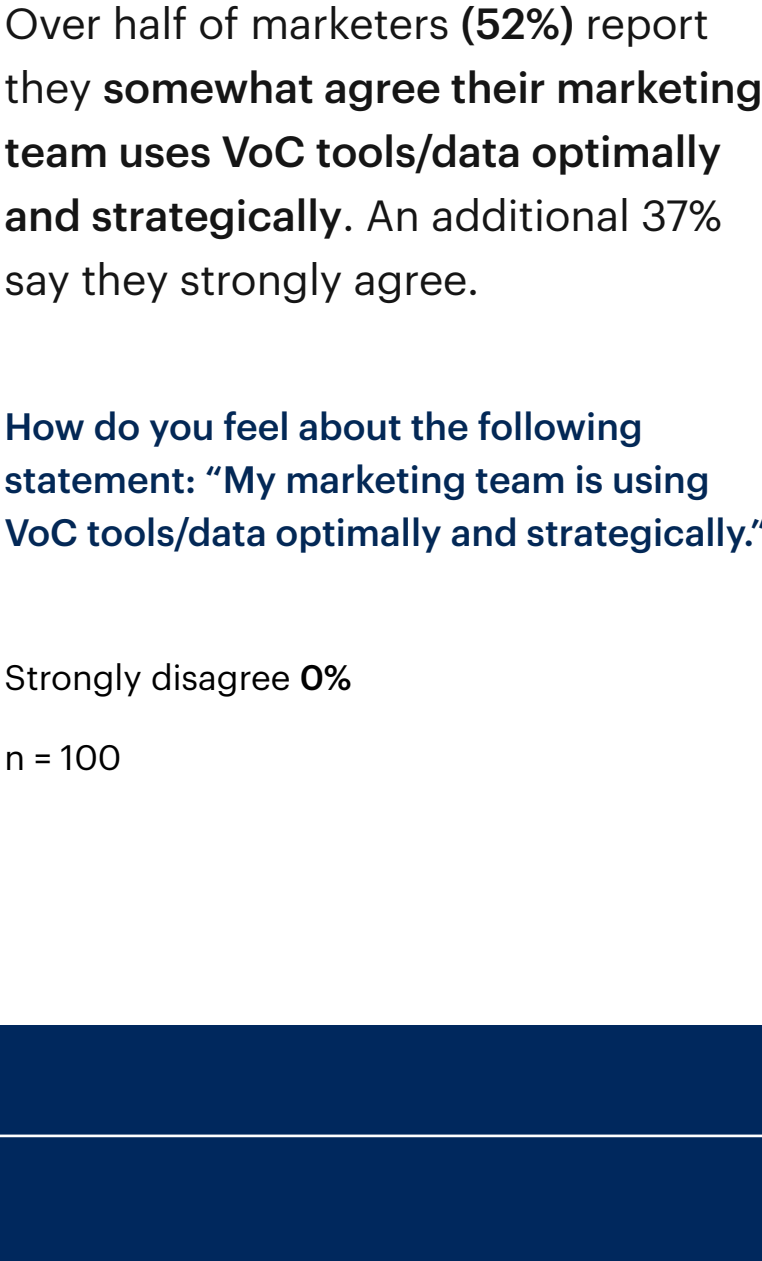 Over half of marketers (52%) report
they somewhat agree their marketing
team uses VoC tools/data optimally
and strategically. An additional 37%
say they strongly agree.
How do you feel about the following
statement: “My marketing team is using
VoC tools/data optimally and strategically.”
Strongly disagree 0%
n = 100